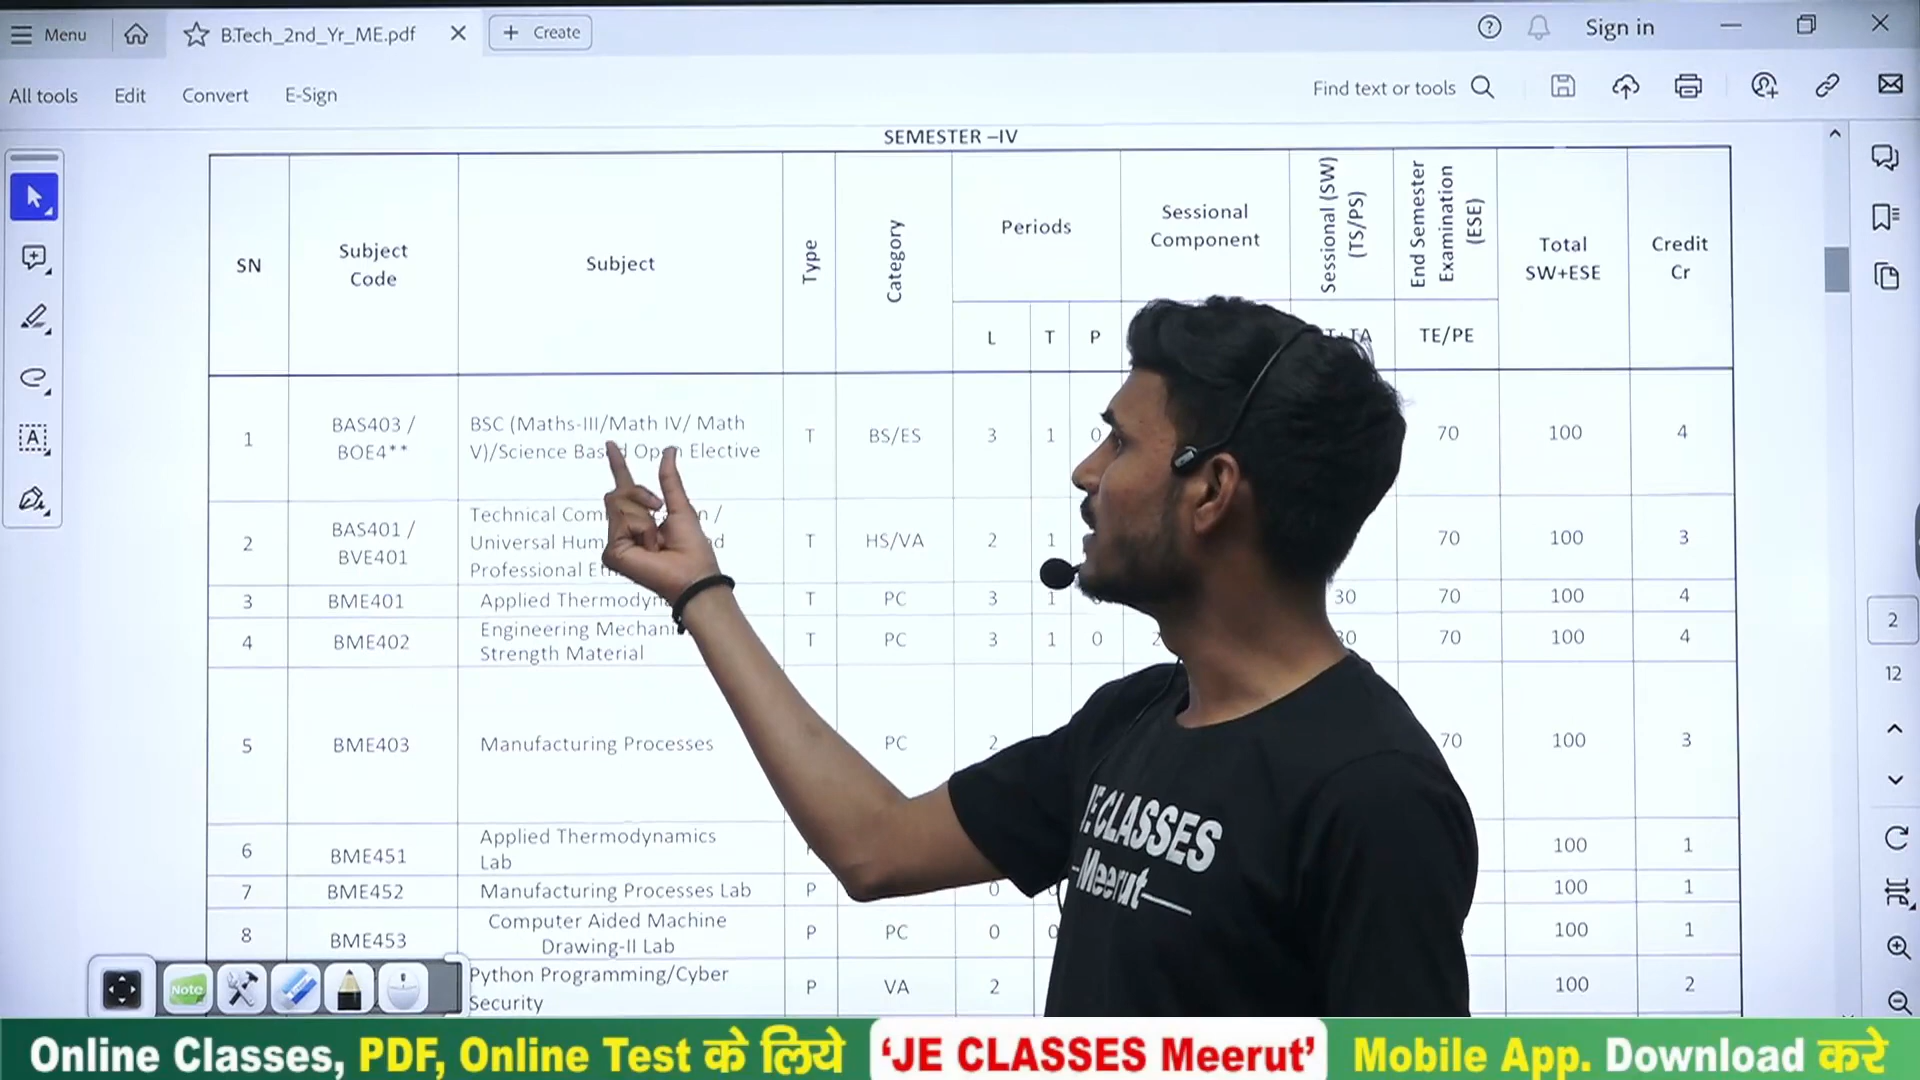 Menu
B.Tech_2nd_Yr_ME.pdf
+ Create
Sign in
All tools Edit Convert E-Sign
Find text or tools
SEMESTER –IV
SN
Subject Code
Subject
Type
Category
Periods
Sessional Component
Sessional (SW) (TS/PS)
End Semester Examination (ESE)
Total SW+ESE
Credit Cr
L T P
TE/PE
1 BAS403 / BOE4** BSC (Maths-III/Math IV/ Math V)/Science Based Open Elective T BS/ES 3 1 0 70 100 4
2 BAS401 / BVE401 Technical / Universal Professional T HS/VA 2 1 70 100 3
3 BME401 Applied T PC 3 1 30 70 100 4
4 BME402 Engineering Strength Material T PC 3 1 0 70 100 4
5 BME403 Manufacturing Processes PC 2 70 100 3
6 BME451 Applied Thermodynamics Lab 100 1
7 BME452 Manufacturing Processes Lab P 0 100 1
8 BME453 Computer Aided Machine Drawing-II Lab P PC 0 0 100 1
Python Programming/Cyber Security P VA 2 100 2
2
12
Note
JE CLASSES
Meerut
Online Classes, PDF, Online Test के लिये 'JE CLASSES Meerut' Mobile App. Download करे